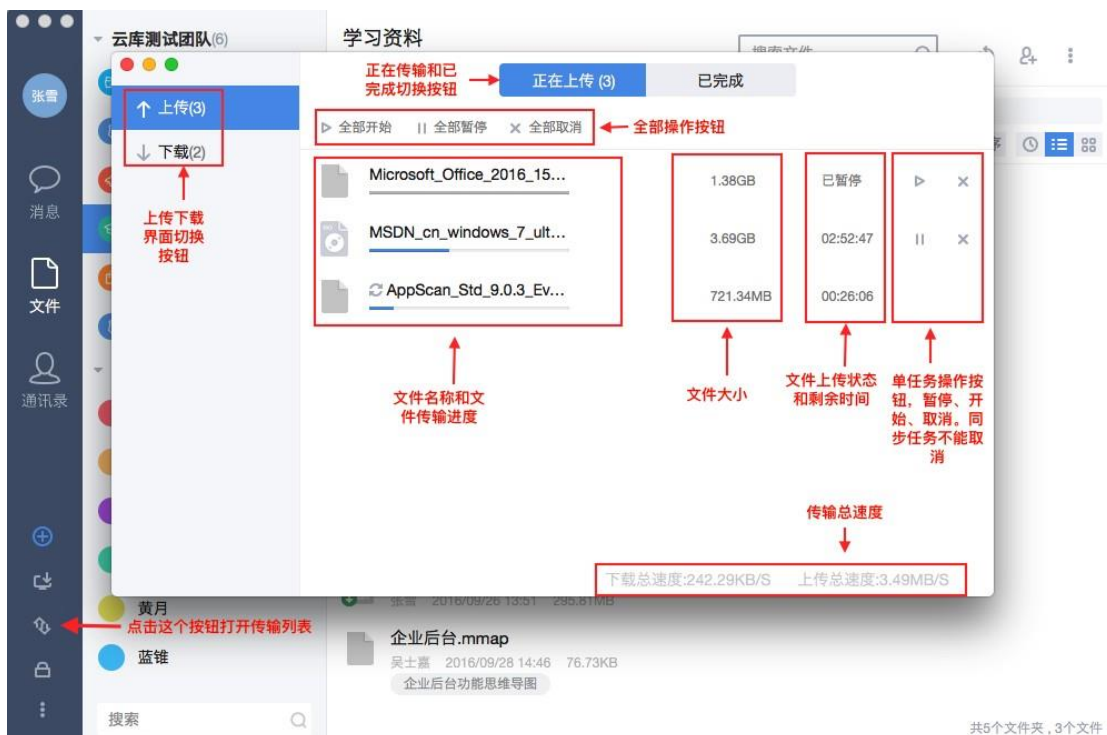 云库测试团队(6)
学习资料
张雪
消息
文件
通讯录
正在传输和已
完成切换按钮
正在上传 (3)
已完成
上传(3)
下载(2)
全部开始
全部暂停
全部取消
全部操作按钮
上传下载
界面切换
按钮
Microsoft_Office_2016_15...
1.38GB
已暂停
MSDN_cn_windows_7_ult...
3.69GB
02:52:47
AppScan_Std_9.0.3_Ev...
721.34MB
00:26:06
文件名称和文
件传输进度
文件大小
文件上传状态
和剩余时间
单任务操作按
钮，暂停、开
始、取消。同
步任务不能取
消
传输总速度
下载总速度:242.29KB/S
上传总速度:3.49MB/S
黄月
点击这个按钮打开传输列表
蓝锥
张雪 2016/09/26 13:51 295.81MB
企业后台.mmap
吴士嘉 2016/09/28 14:46 76.73KB
企业后台功能思维导图
搜索
共5个文件夹 , 3个文件